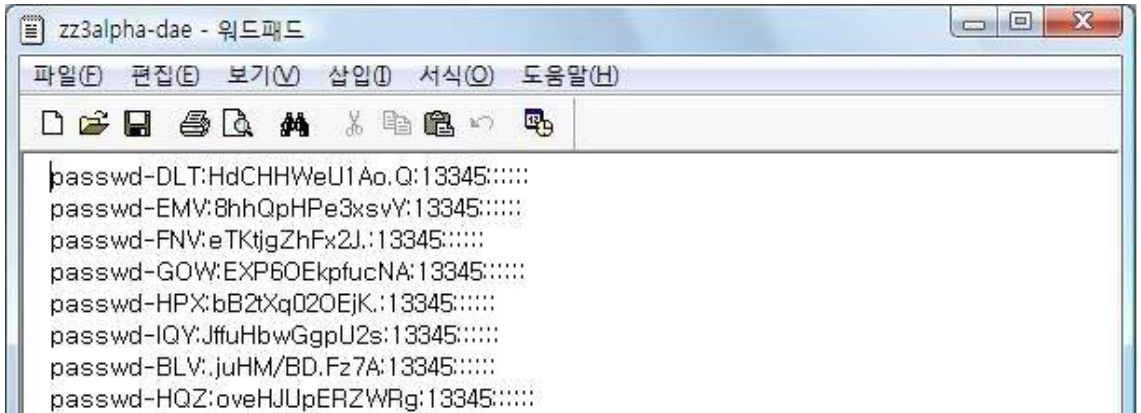 zz3alpha-dae - 워드패드
파일(F) 편집(E) 보기(V) 삽입(I) 서식(O) 도움말(H)
passwd-DLT:HdCHHWeU1Ao.Q:13345::::::
passwd-EMV:8hhQpHPe3xsvY:13345::::::
passwd-FNV:eTKtjgZhFx2J.:13345::::::
passwd-GOW:EXP6OEkpfucNA:13345::::::
passwd-HPX:bB2tXq02OEjK.:13345::::::
passwd-IQY:JffuHbwGgpU2s:13345::::::
passwd-BLV:.juHM/BD.Fz7A:13345::::::
passwd-HQZ:oveHJUpERZWRg:13345::::::